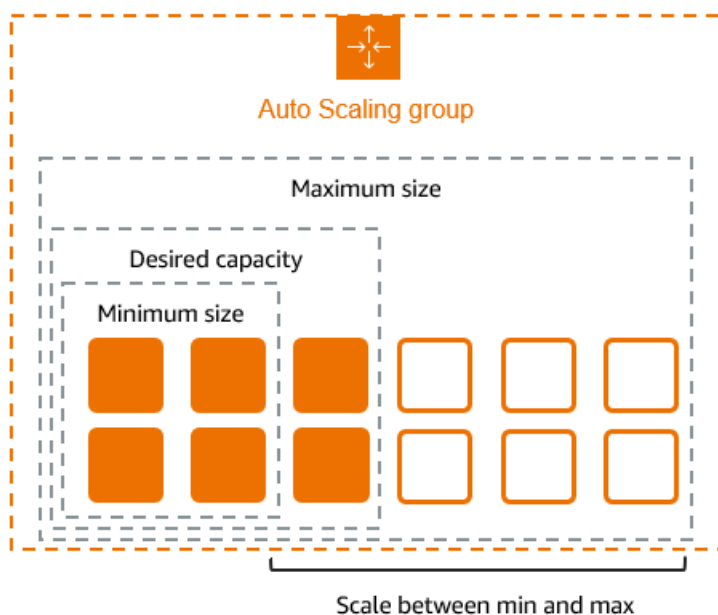 Auto Scaling group
Maximum size
Desired capacity
Minimum size
Scale between min and max